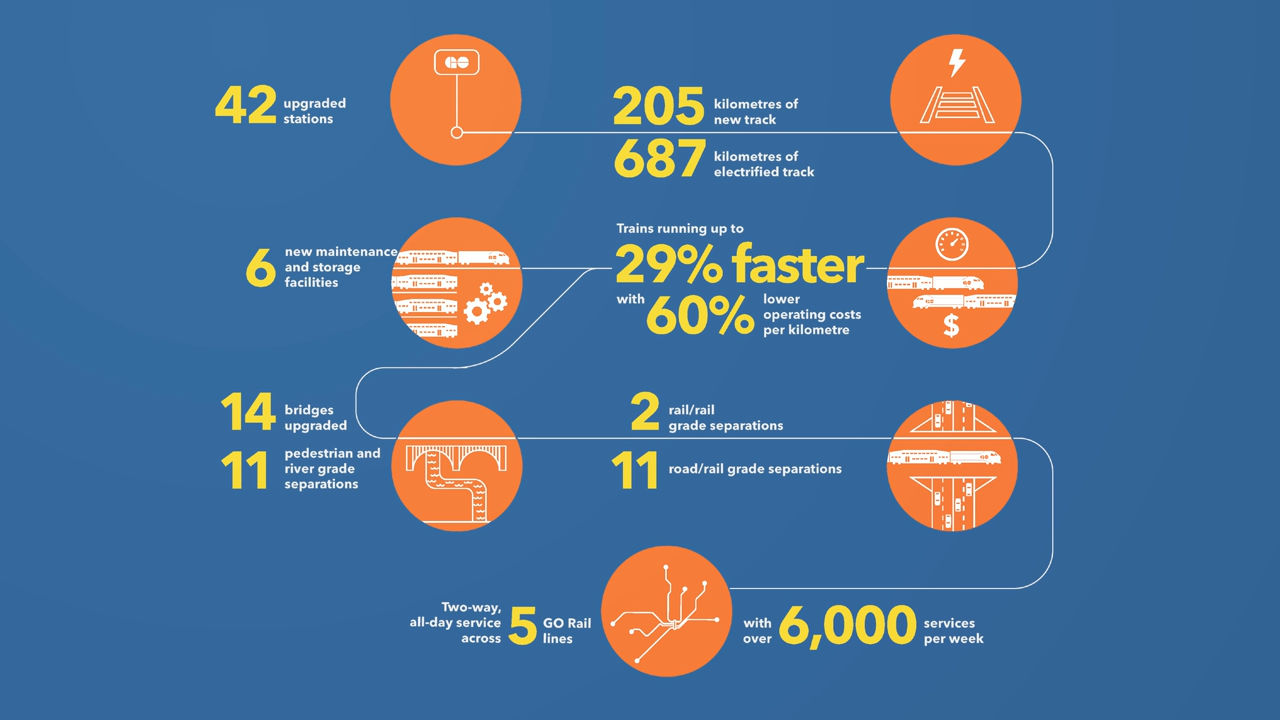 GO
42 upgraded
stations
205 kilometres of
new track
687 kilometres of
electrified track
6 new maintenance
and storage
facilities
Trains running up to
29% faster
with 60% lower
operating costs
per kilometre
$
14 bridges
upgraded
11 pedestrian and
river grade
separations
2 rail/rail
grade separations
11 road/rail grade separations
Two-way,
all-day service
across 5 GO Rail
lines
with
over 6,000 services
per week